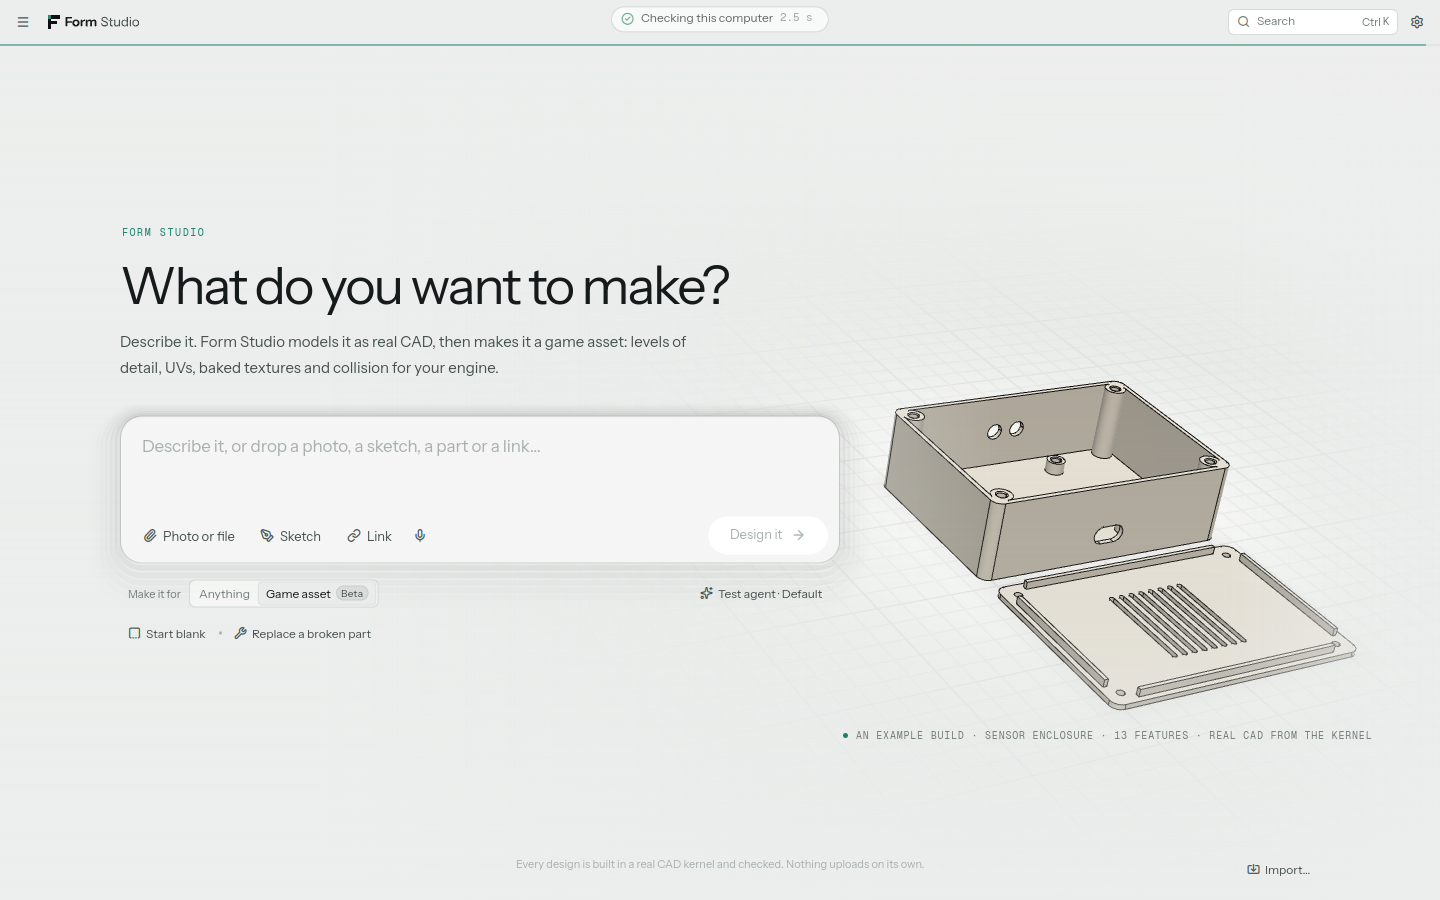 Form Studio
Checking this computer 2.5 s
Search Ctrl K
FORM STUDIO
What do you want to make?
Describe it. Form Studio models it as real CAD, then makes it a game asset: levels of
detail, UVs, baked textures and collision for your engine.
Describe it, or drop a photo, a sketch, a part or a link...
Photo or file Sketch Link Design it
Make it for Anything Game asset Beta Test agent · Default
Start blank • Replace a broken part
AN EXAMPLE BUILD · SENSOR ENCLOSURE · 13 FEATURES · REAL CAD FROM THE KERNEL
Every design is built in a real CAD kernel and checked. Nothing uploads on its own.
Import...